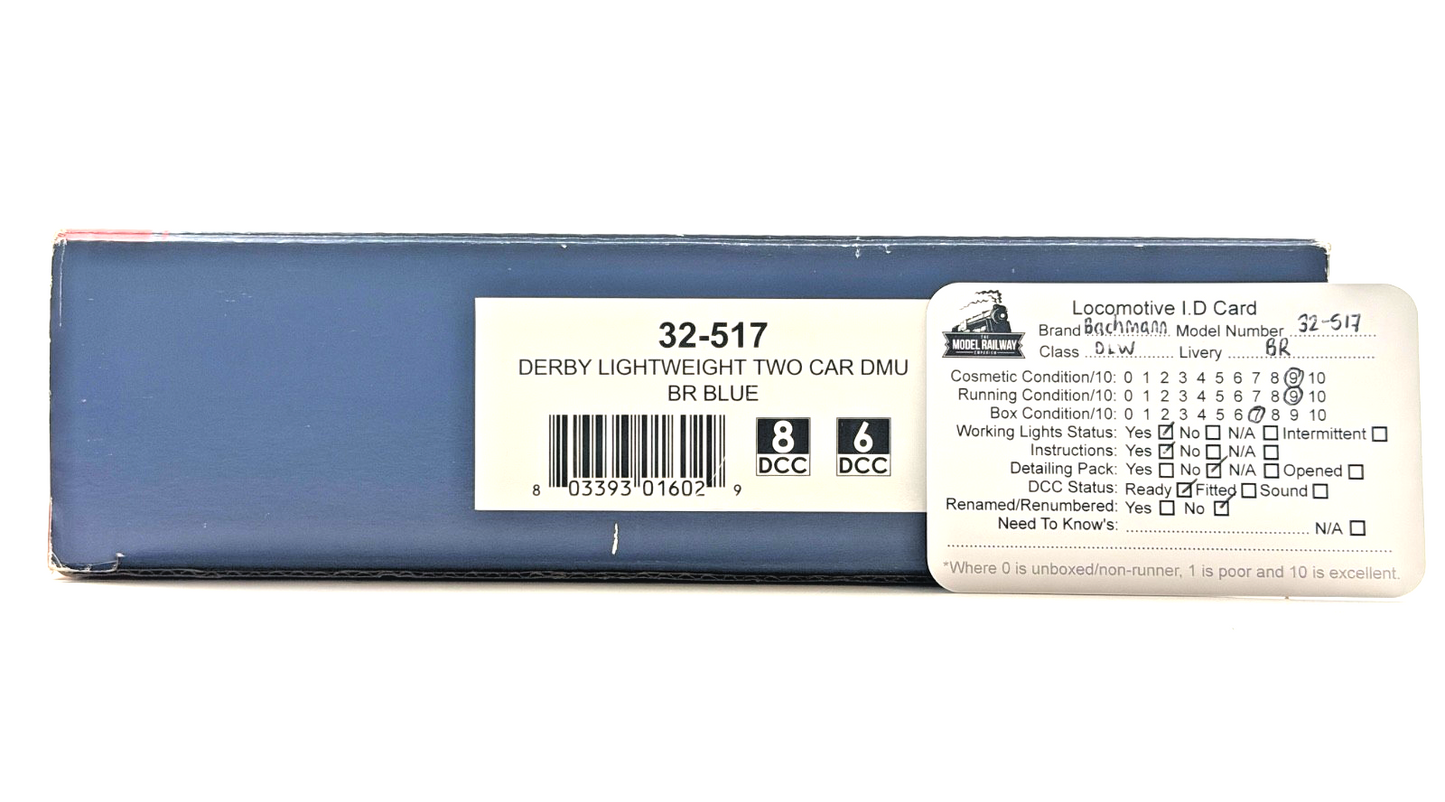 32-517
DERBY LIGHTWEIGHT TWO CAR DMU
BR BLUE
8 DCC 6 DCC
8 03393 01602 9
THE
MODEL RAILWAY
Locomotive I.D Card
Brand Bachmann Model Number 32-517
Class DLW Livery BR
Cosmetic Condition/10: 0 1 2 3 4 5 6 7 8 9 10
Running Condition/10: 0 1 2 3 4 5 6 7 8 9 10
Box Condition/10: 0 1 2 3 4 5 6 7 8 9 10
Working Lights Status: Yes No N/A Intermittent
Instructions: Yes No N/A
Detailing Pack: Yes No N/A Opened
DCC Status: Ready Fitted Sound
Renamed/Renumbered: Yes No
Need To Know's: N/A
*Where 0 is unboxed/non-runner, 1 is poor and 10 is excellent.